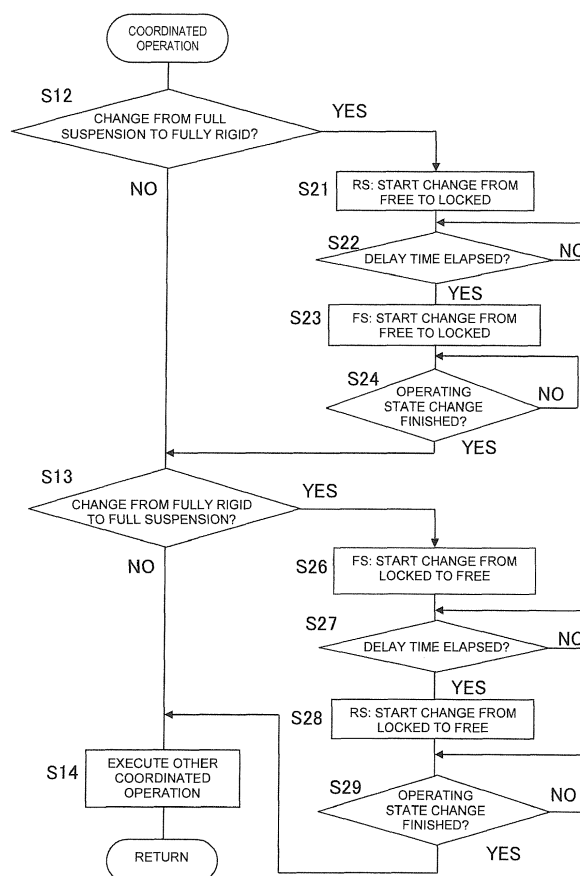 COORDINATED
OPERATION
S12
CHANGE FROM FULL
SUSPENSION TO FULLY RIGID?
YES
NO
S21
RS: START CHANGE FROM
FREE TO LOCKED
S22
DELAY TIME ELAPSED?
NO
YES
S23
FS: START CHANGE FROM
FREE TO LOCKED
S24
OPERATING
STATE CHANGE
FINISHED?
NO
YES
S13
CHANGE FROM FULLY RIGID
TO FULL SUSPENSION?
YES
NO
S26
FS: START CHANGE FROM
LOCKED TO FREE
S27
DELAY TIME ELAPSED?
NO
YES
S28
RS: START CHANGE FROM
LOCKED TO FREE
S14
EXECUTE OTHER
COORDINATED
OPERATION
S29
OPERATING
STATE CHANGE
FINISHED?
NO
YES
RETURN